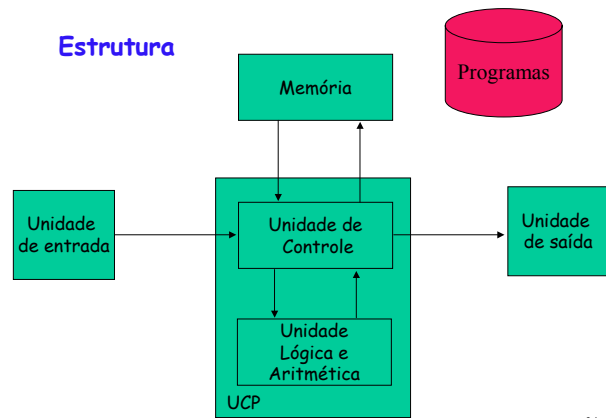 Estrutura
Programas
Memória
Unidade
de entrada
Unidade de
Controle
Unidade
de saída
Unidade
Lógica e
Aritmética
UCP